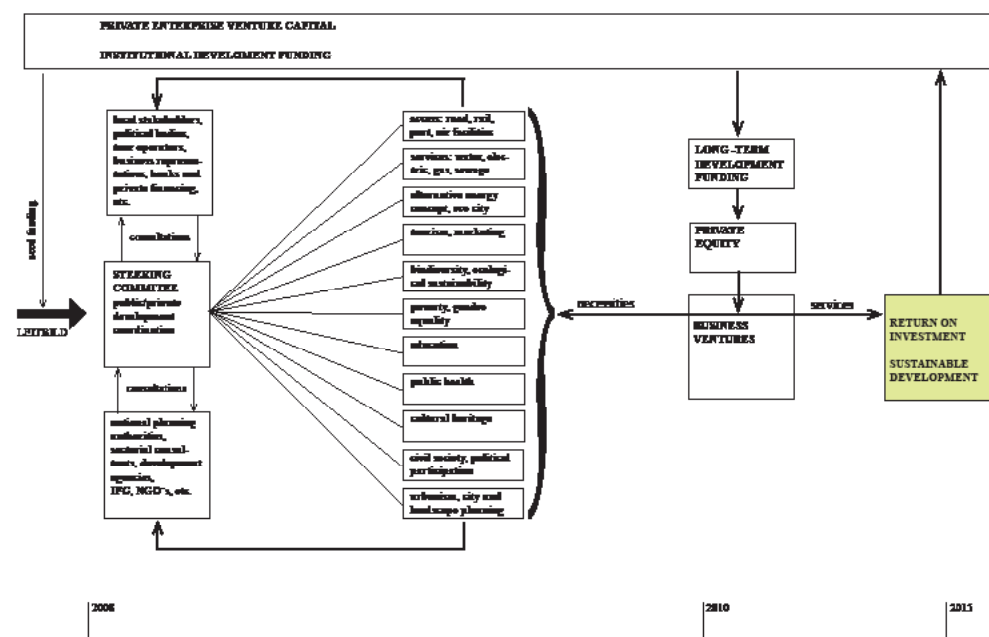 PRIVATE ENTERPRISE VENTURE CAPITAL
INSTITUTIONAL DEVELOMENT FUNDING
seed funding
LEITBILD
local stakeholders,
political bodies,
tour operators,
business represen-
tations, banks and
private financing,
etc.
consultations
STEERING
COMMITTEE
public/private
development
coordination
consultations
national planning
authorities,
sectorial consul-
tants, development
agencies,
IFC, NGO´s, etc.
access: road, rail,
port, air facilities
services: water, elec-
tric, gas, sewage
alternative energy
concept, eco city
tourism, marketing
biodiversity, ecologi-
cal sustainability
poverty, gender
equality
education
public health
cultural heritage
civil society, political
participation
urbanism, city and
landscape planning
necessities
LONG-TERM
DEVELOPMENT
FUNDING
PRIVATE
EQUITY
BUSINESS
VENTURES
services
RETURN ON
INVESTMENT
SUSTAINABLE
DEVELOPMENT
2008
2010
2015